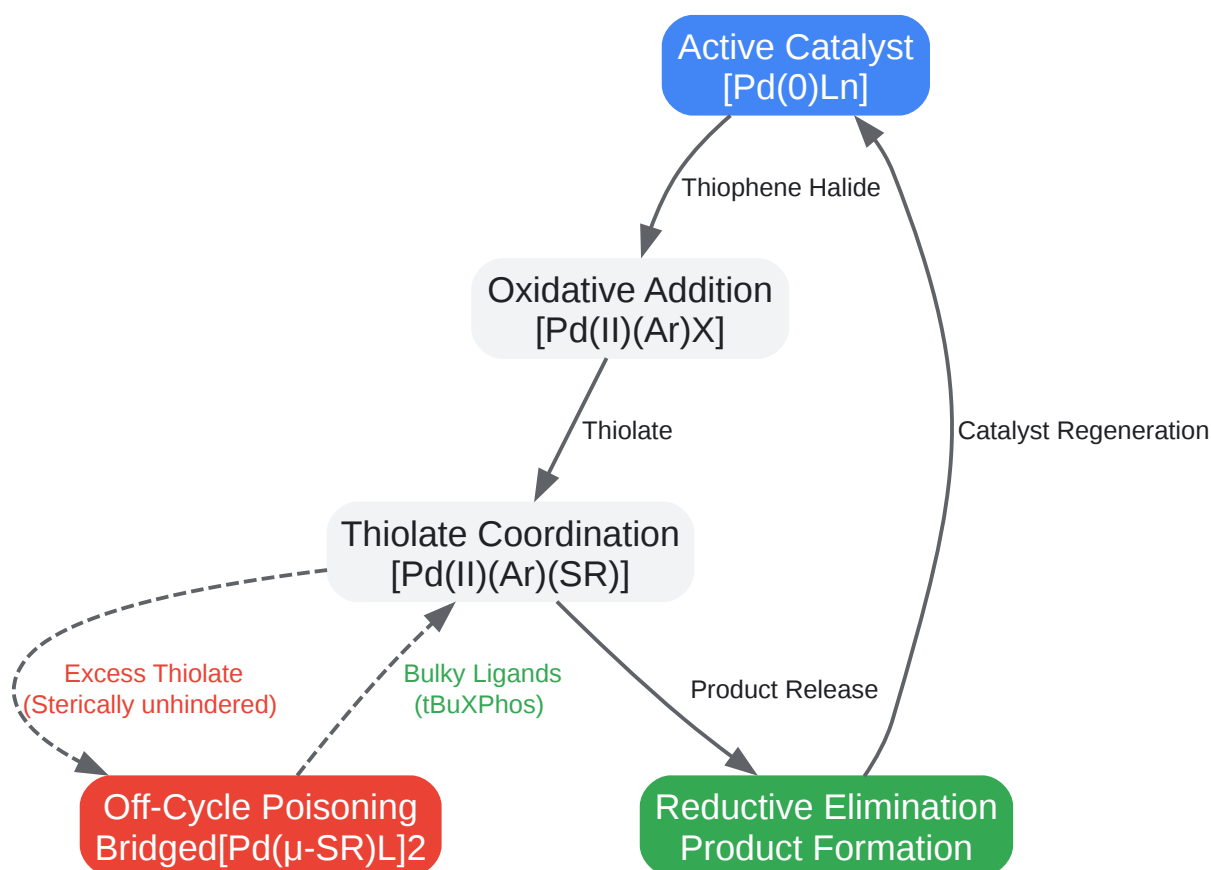 Active Catalyst
[Pd(0)Ln]
Thiophene Halide
Oxidative Addition
[Pd(II)(Ar)X]
Thiolate
Catalyst Regeneration
Thiolate Coordination
[Pd(II)(Ar)(SR)]
Excess Thiolate
(Sterically unhindered)
Bulky Ligands
(tBuXPhos)
Product Release
Off-Cycle Poisoning
Bridged[Pd(μ-SR)L]2
Reductive Elimination
Product Formation